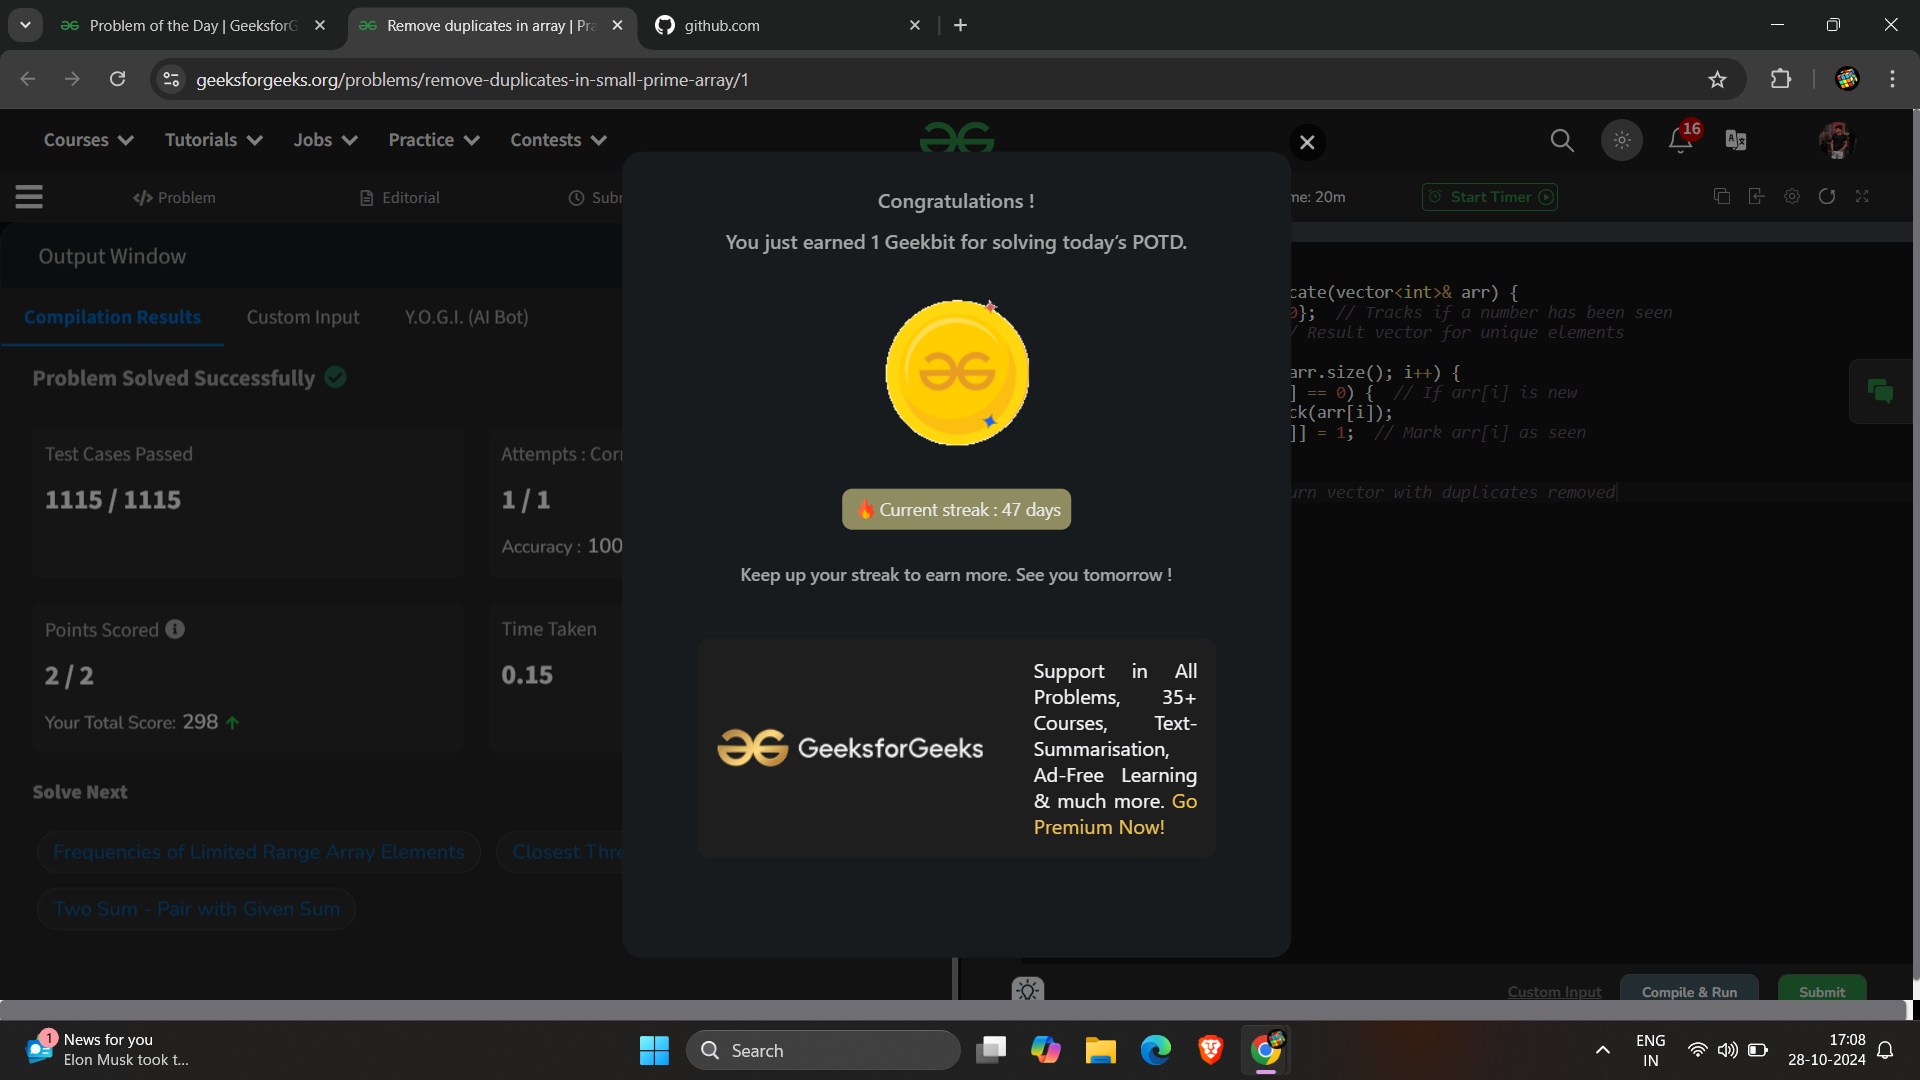 Problem of the Day | GeeksforG
Remove duplicates in array | Pra
github.com
geeksforgeeks.org/problems/remove-duplicates-in-small-prime-array/1
Courses
Tutorials
Jobs
Practice
Contests
16
Problem
Editorial
Subr
me: 20m
Start Timer
Output Window
Compilation Results
Custom Input
Y.O.G.I. (AI Bot)
Problem Solved Successfully
Test Cases Passed
1115 / 1115
Attempts : Corr
1 / 1
Accuracy : 100
Points Scored
2 / 2
Your Total Score: 298
Time Taken
0.15
Solve Next
Frequencies of Limited Range Array Elements
Closest Thre
Two Sum - Pair with Given Sum
Congratulations !
You just earned 1 Geekbit for solving today's POTD.
Current streak : 47 days
Keep up your streak to earn more. See you tomorrow !
GeeksforGeeks
Support in All
Problems, 35+
Courses, Text-
Summarisation,
Ad-Free Learning
& much more. Go
Premium Now!
cate(vector<int>& arr) {
0}; // Tracks if a number has been seen
/ Result vector for unique elements
arr.size(); i++) {
] == 0) { // If arr[i] is new
ck(arr[i]);
]] = 1; // Mark arr[i] as seen
urn vector with duplicates removed
Custom Input
Compile & Run
Submit
1
News for you
Elon Musk took t...
Search
ENG
IN
17:08
28-10-2024